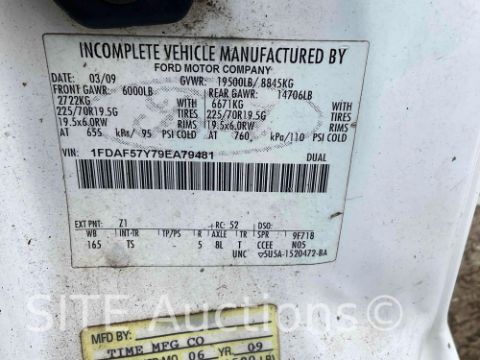 INCOMPLETE VEHICLE MANUFACTURED BY
FORD MOTOR COMPANY
DATE: 03/09 GVWR: 19500LB/ 8845KG
FRONT GAWR: 6000LB REAR GAWR: 14706LB
2722KG WITH 6671KG WITH
225/70R19.5G TIRES 225/70R19.5G TIRES
19.5x6.0RW RIMS 19.5x6.0RW RIMS
AT 655 kPa/ 95 PSI COLD AT 760 kPa/110 PSI COLD
VIN: 1FDAF57Y79EA79481 DUAL
EXT PNT: Z1 RC: 52 DSO:
WB INT-TR TP/PS R AXLE TR SPR 9F718
165 TS 5 8L T CCEE N05
UNC 5U5A-1520472-BA
SITE Auctions.com
MFD BY:
TIME MFG CO
MO 06 YR 09